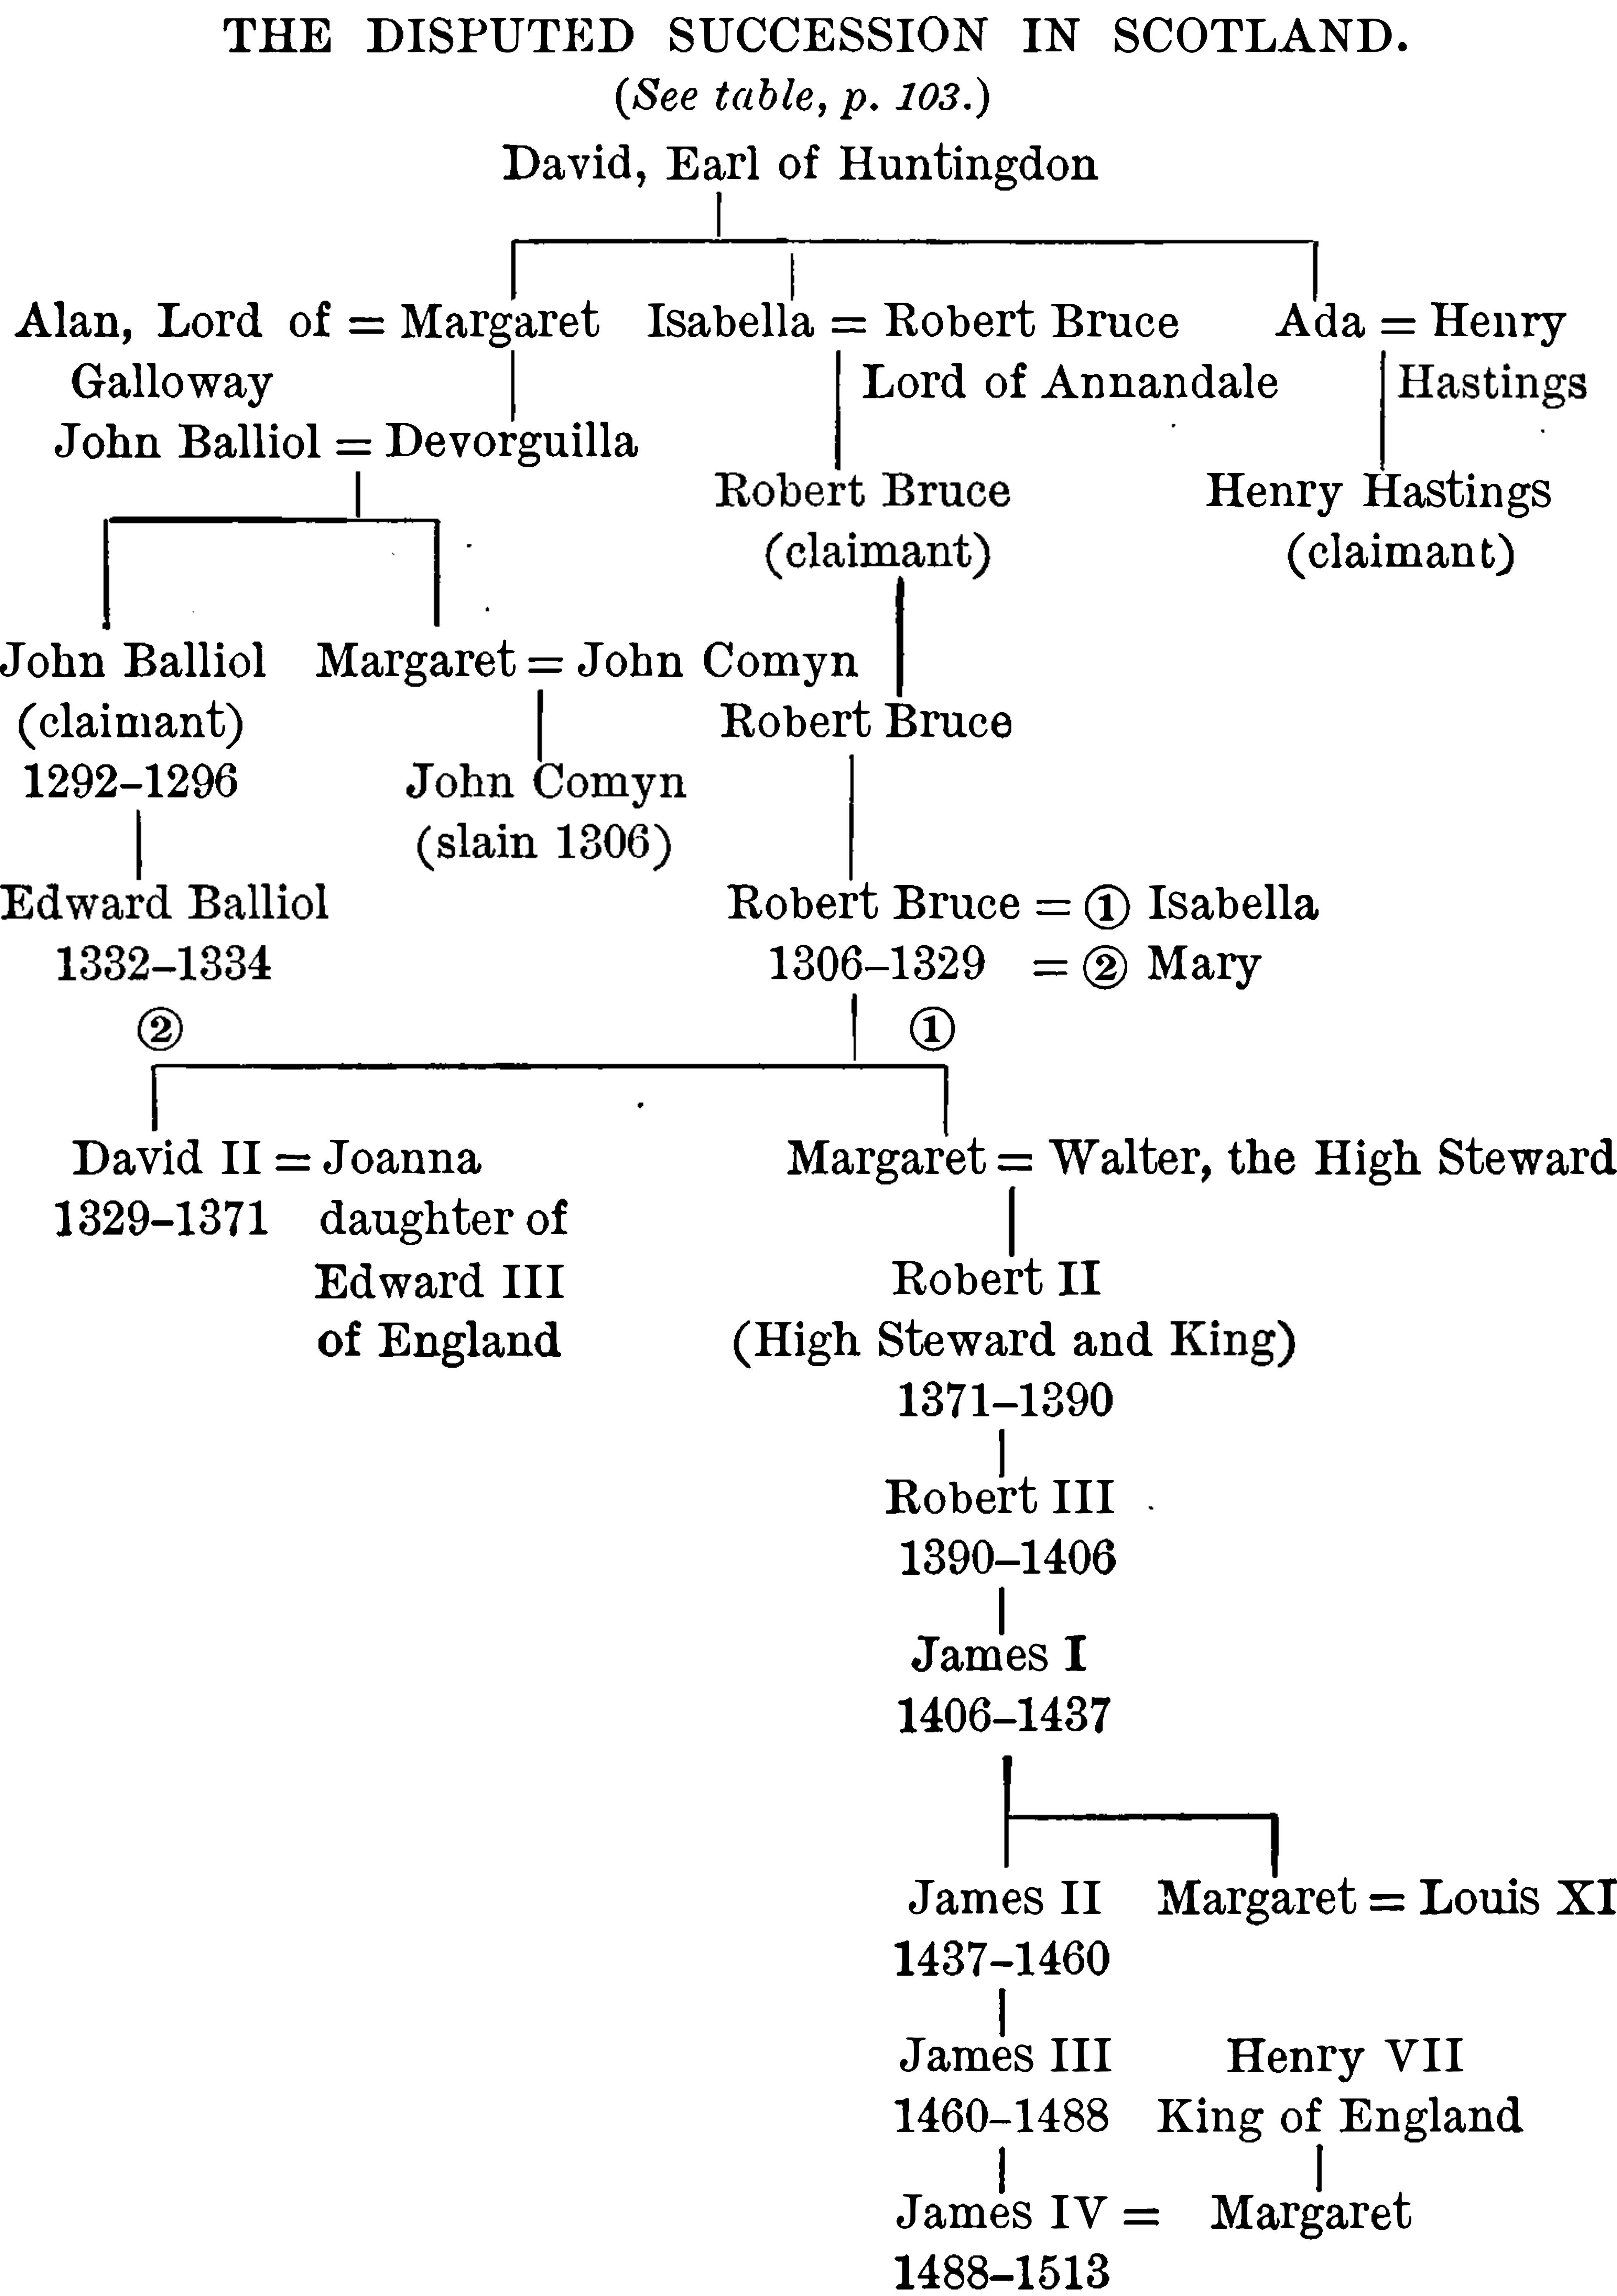 THE DISPUTED SUCCESSION IN SCOTLAND.
(See table, p. 103.)
David, Earl of Huntingdon
Alan, Lord of = Margaret Isabella = Robert Bruce Ada = Henry
Galloway Lord of Annandale Hastings
John Balliol = Devorguilla
Robert Bruce Henry Hastings
(claimant) (claimant)
John Balliol Margaret = John Comyn
(claimant) Robert Bruce
1292–1296 John Comyn
(slain 1306)
Edward Balliol Robert Bruce = ① Isabella
1332–1334 1306–1329 = ② Mary
② ①
David II = Joanna Margaret = Walter, the High Steward
1329–1371 daughter of
Edward III Robert II
of England (High Steward and King)
1371–1390
Robert III
1390–1406
James I
1406–1437
James II Margaret = Louis XI
1437–1460
James III Henry VII
1460–1488 King of England
James IV = Margaret
1488–1513